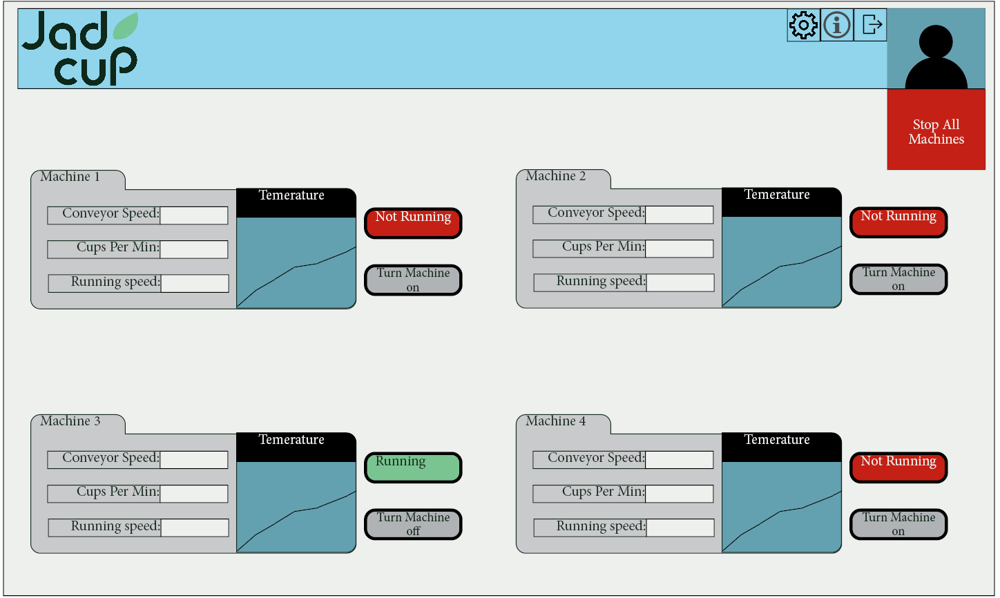 Jad
cup
Stop All
Machines
Machine 1
Temerature
Conveyor Speed:
Cups Per Min:
Running speed:
Not Running
Turn Machine
on
Machine 2
Temerature
Conveyor Speed:
Cups Per Min:
Running speed:
Not Running
Turn Machine
on
Machine 3
Temerature
Conveyor Speed:
Cups Per Min:
Running speed:
Running
Turn Machine
off
Machine 4
Temerature
Conveyor Speed:
Cups Per Min:
Running speed:
Not Running
Turn Machine
on